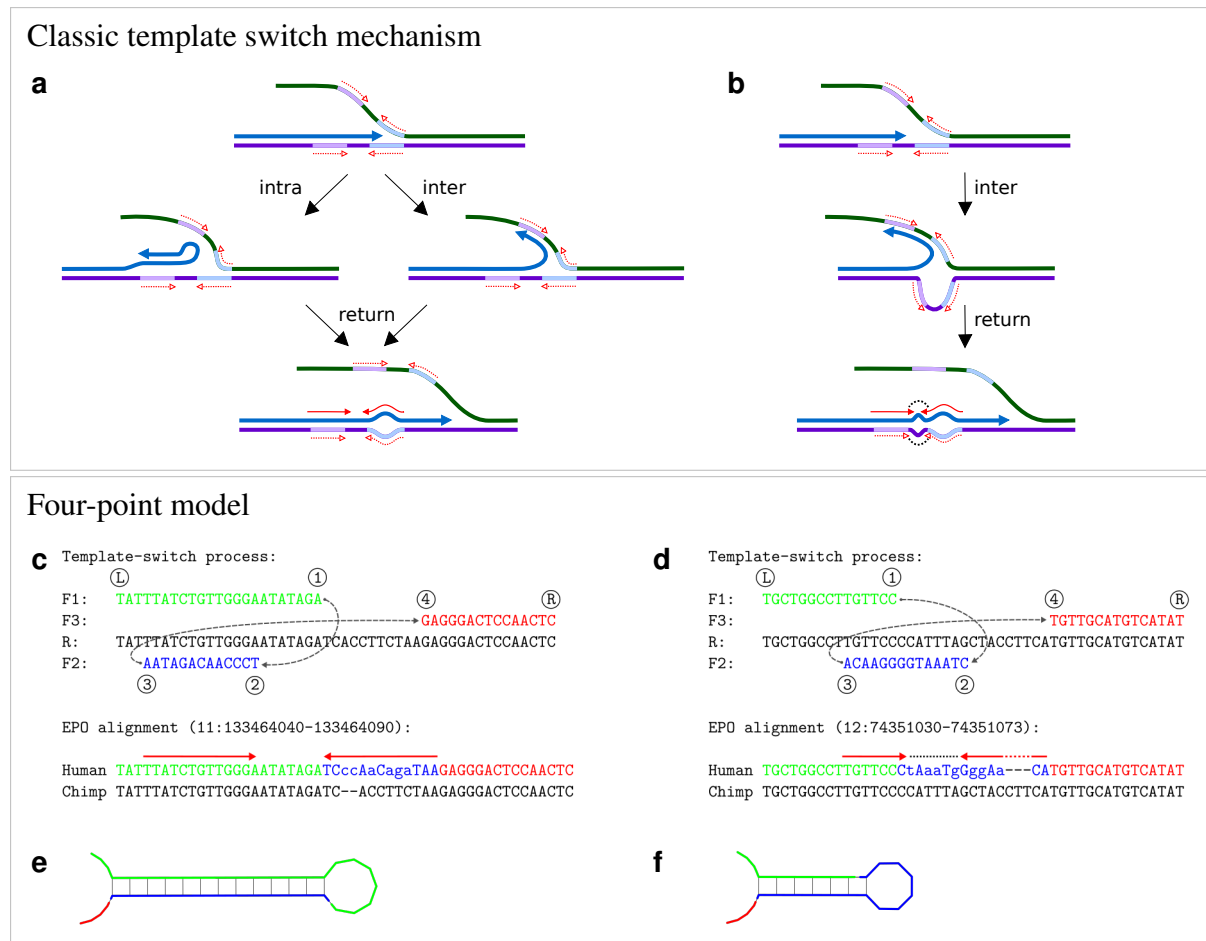 Classic template switch mechanism
a
b
intra
inter
inter
return
return
Four-point model
c
Template-switch process:
L
1
F1: TATTTATCTGTTGGGAATATAGA
4
R
F3: GAGGGACTCCAACTC
R: TATTTATCTGTTGGGAATATAGATCACCTTCTAAGAGGGACTCCAACTC
F2: AATAGACAACCCT
3
2
EPO alignment (11:133464040-133464090):
Human TATTTATCTGTTGGGAATATAGATCccAaCagaTAAGAGGGACTCCAACTC
Chimp TATTTATCTGTTGGGAATATAGATC--ACCTTCTAAGAGGGACTCCAACTC
d
Template-switch process:
L
1
F1: TGCTGGCCTTGTTCC
4
R
F3: TGTTGCATGTCATAT
R: TGCTGGCCTTGTTCCCCATTTAGCTACCTTCATGTTGCATGTCATAT
F2: ACAAGGGGTAAATC
3
2
EPO alignment (12:74351030-74351073):
Human TGCTGGCCTTGTTCCCtAaaTgGggAa---CATGTTGCATGTCATAT
Chimp TGCTGGCCTTGTTCCCCATTTAGCTACCTTCATGTTGCATGTCATAT
e
f